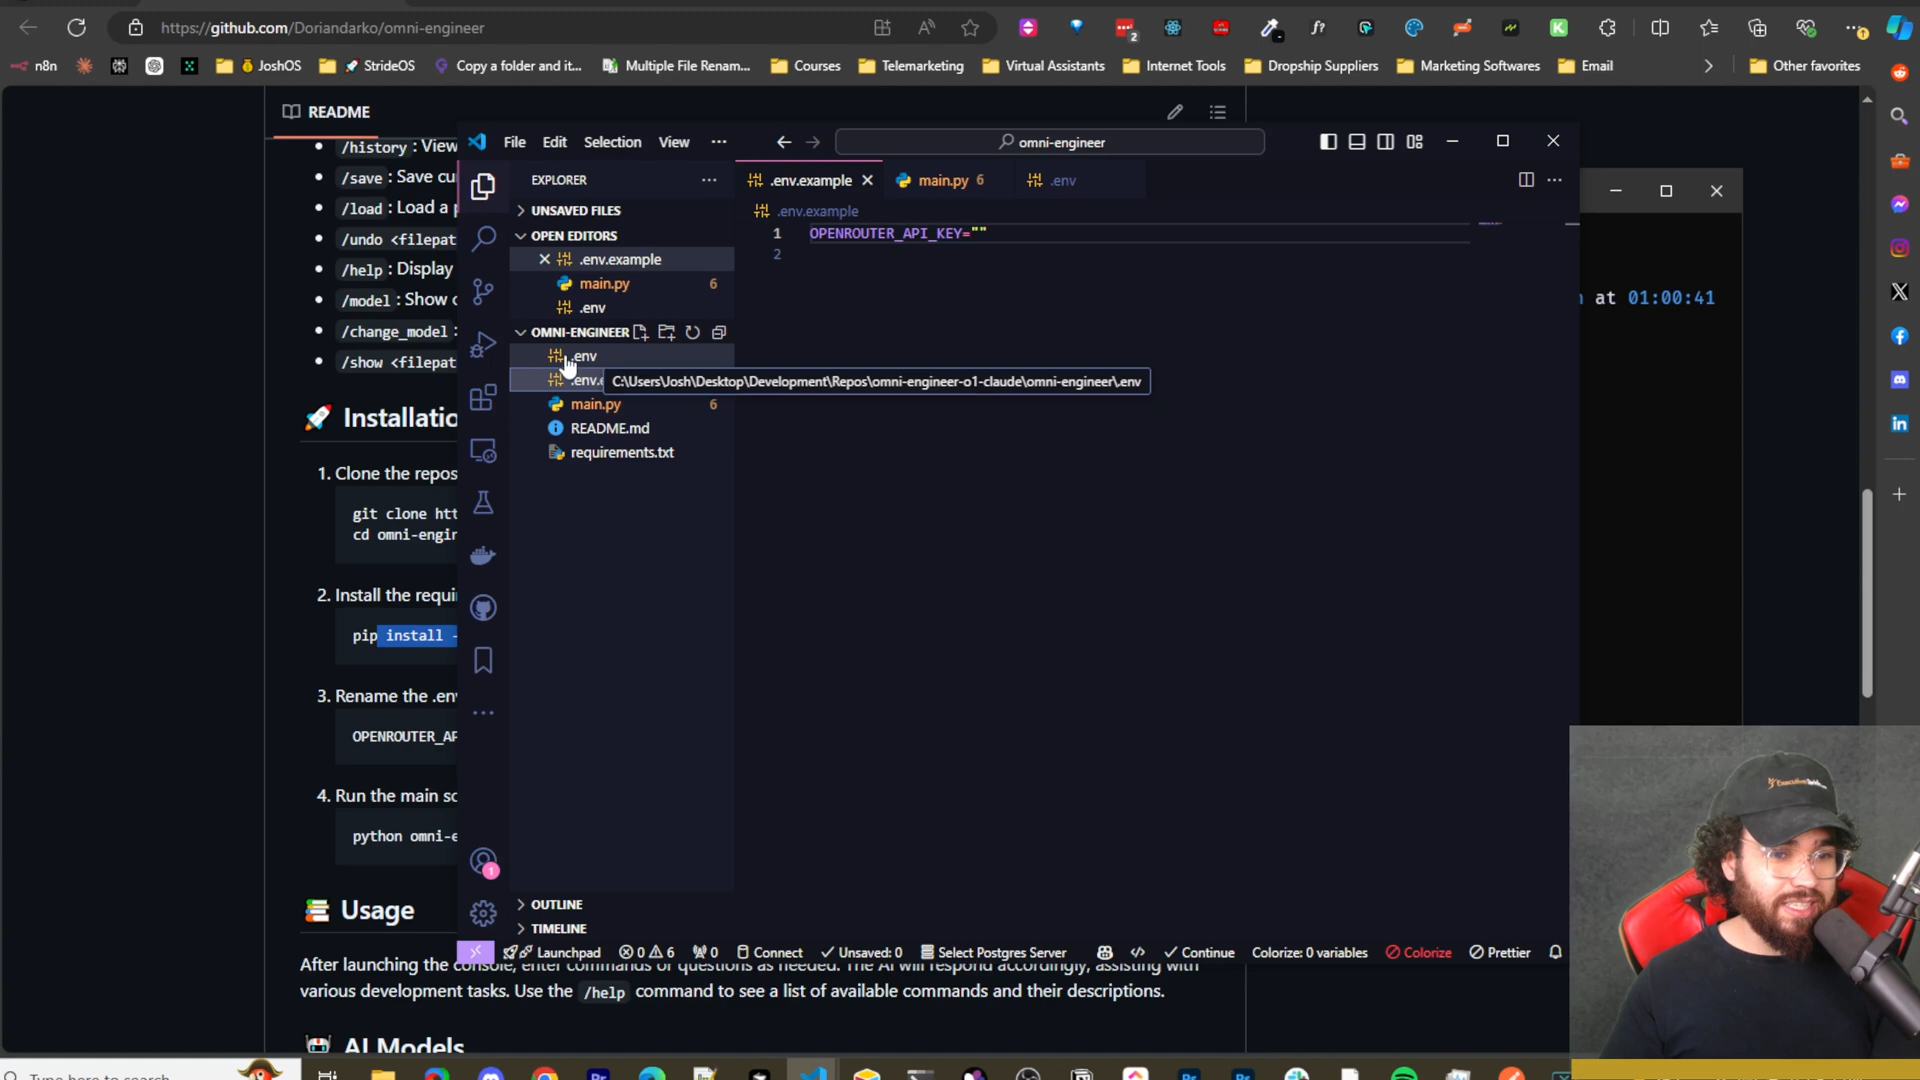 https://github.com/Doriandarko/omni-engineer
n8n
JoshOS
StrideOS
Copy a folder and it...
Multiple File Renam...
Courses
Telemarketing
Virtual Assistants
Internet Tools
Dropship Suppliers
Marketing Softwares
Email
Other favorites
README
/history : View
/save : Save cu
/load : Load a p
/undo <filepat
/help : Display
/model : Show c
/change_model :
/show <filepat
Installatio
1. Clone the repos
git clone htt
cd omni-engin
2. Install the requi
pip install -
3. Rename the .env
OPENROUTER_AP
4. Run the main sc
python omni-e
Usage
After launching the console, enter commands or questions as needed. The AI will respond accordingly, assisting with
various development tasks. Use the /help command to see a list of available commands and their descriptions.
AI Models
File Edit Selection View ...
omni-engineer
EXPLORER
UNSAVED FILES
OPEN EDITORS
.env.example
main.py 6
.env
OMNI-ENGINEER
.env
.env.e
main.py 6
README.md
requirements.txt
OUTLINE
TIMELINE
.env.example
main.py 6
.env
.env.example
1 OPENROUTER_API_KEY=""
2
C:\Users\Josh\Desktop\Development\Repos\omni-engineer-o1-claude\omni-engineer\.env
at 01:00:41
Launchpad 0 6 0 Connect Unsaved: 0 Select Postgres Server Continue Colorize: 0 variables Colorize Prettier
Type here to search